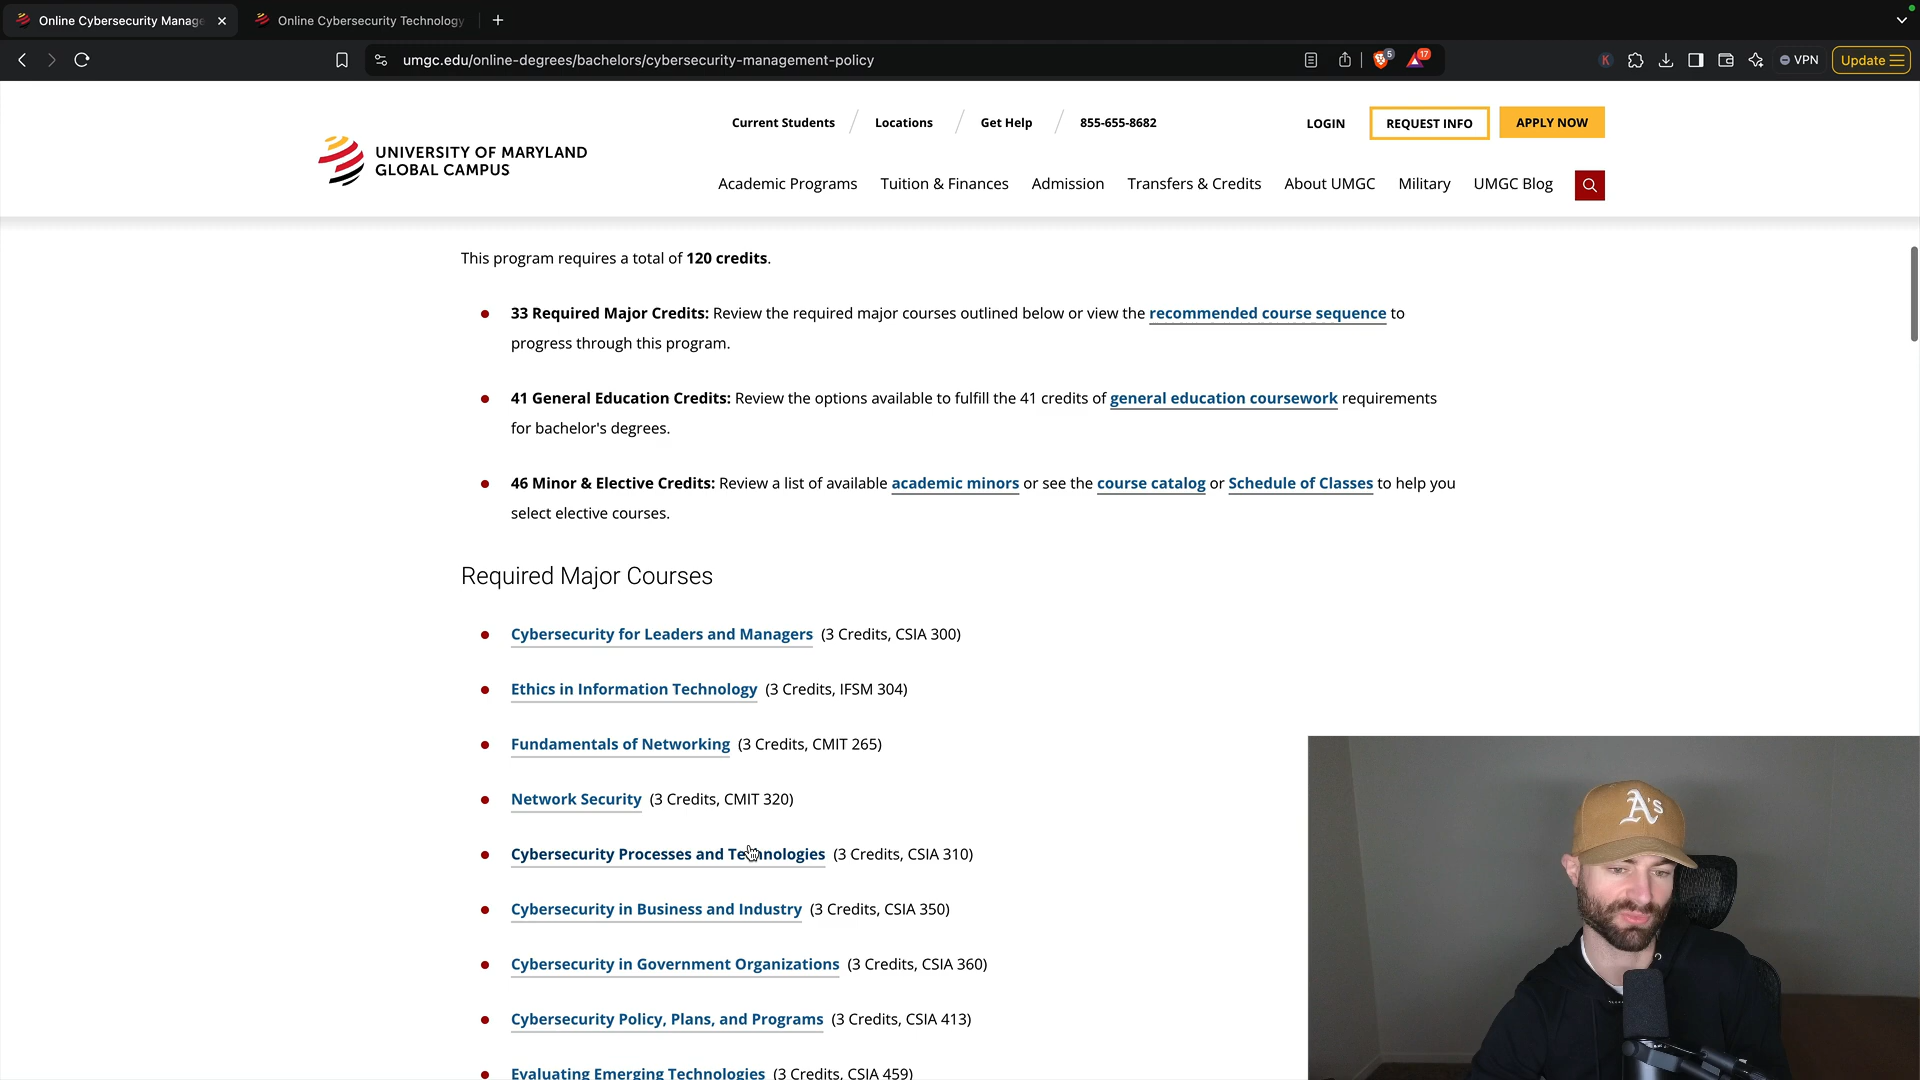 Online Cybersecurity Manage
Online Cybersecurity Technology
umgc.edu/online-degrees/bachelors/cybersecurity-management-policy
5
17
K
VPN
Update
Current Students
Locations
Get Help
855-655-8682
LOGIN
REQUEST INFO
APPLY NOW
UNIVERSITY OF MARYLAND
GLOBAL CAMPUS
Academic Programs
Tuition & Finances
Admission
Transfers & Credits
About UMGC
Military
UMGC Blog
This program requires a total of 120 credits.
33 Required Major Credits: Review the required major courses outlined below or view the recommended course sequence to
progress through this program.
41 General Education Credits: Review the options available to fulfill the 41 credits of general education coursework requirements
for bachelor's degrees.
46 Minor & Elective Credits: Review a list of available academic minors or see the course catalog or Schedule of Classes to help you
select elective courses.
Required Major Courses
Cybersecurity for Leaders and Managers (3 Credits, CSIA 300)
Ethics in Information Technology (3 Credits, IFSM 304)
Fundamentals of Networking (3 Credits, CMIT 265)
Network Security (3 Credits, CMIT 320)
Cybersecurity Processes and Technologies (3 Credits, CSIA 310)
Cybersecurity in Business and Industry (3 Credits, CSIA 350)
Cybersecurity in Government Organizations (3 Credits, CSIA 360)
Cybersecurity Policy, Plans, and Programs (3 Credits, CSIA 413)
Evaluating Emerging Technologies (3 Credits, CSIA 459)
A's